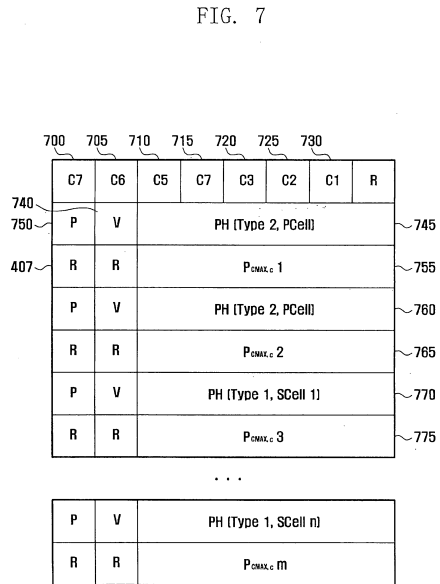 FIG. 7
700 705 710 715 720 725 730
C7 C6 C5 C7 C3 C2 C1 R
740
750 P V PH (Type 2, PCell) 745
407 R R PCMAX, c 1 755
P V PH (Type 2, PCell) 760
R R PCMAX, c 2 765
P V PH (Type 1, SCell 1) 770
R R PCMAX, c 3 775
...
P V PH (Type 1, SCell n)
R R PCMAX, c m